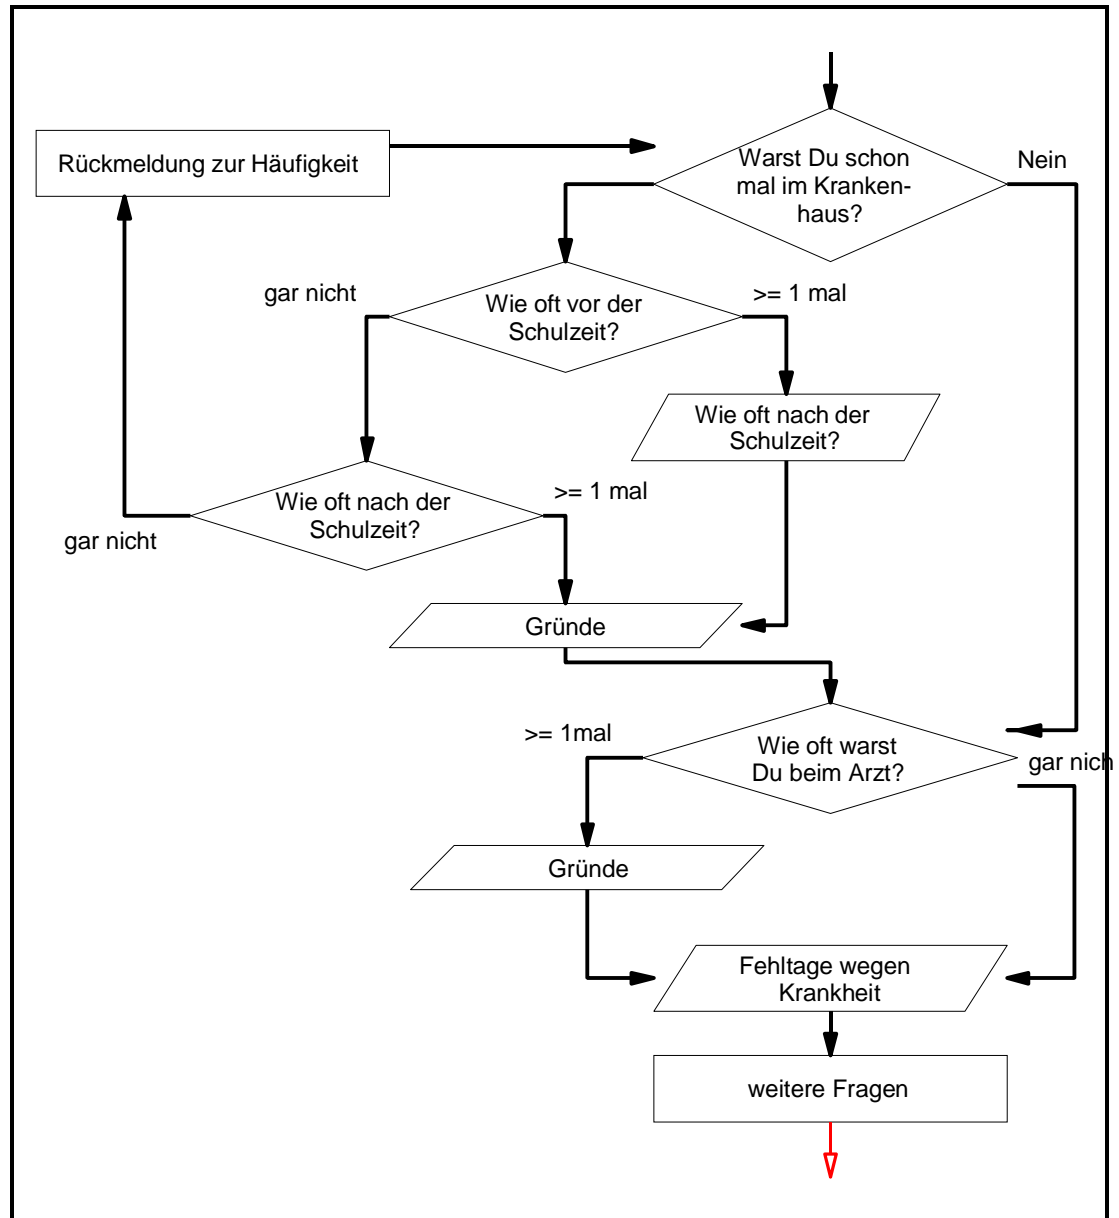 Warst Du schon
mal im Kranken-
haus?
Nein
Rückmeldung zur Häufigkeit
gar nicht
Wie oft vor der
Schulzeit?
>= 1 mal
Wie oft nach der
Schulzeit?
Wie oft nach der
Schulzeit?
>= 1 mal
gar nicht
Gründe
>= 1mal
Wie oft warst
Du beim Arzt?
gar nich
Gründe
Fehltage wegen
Krankheit
weitere Fragen